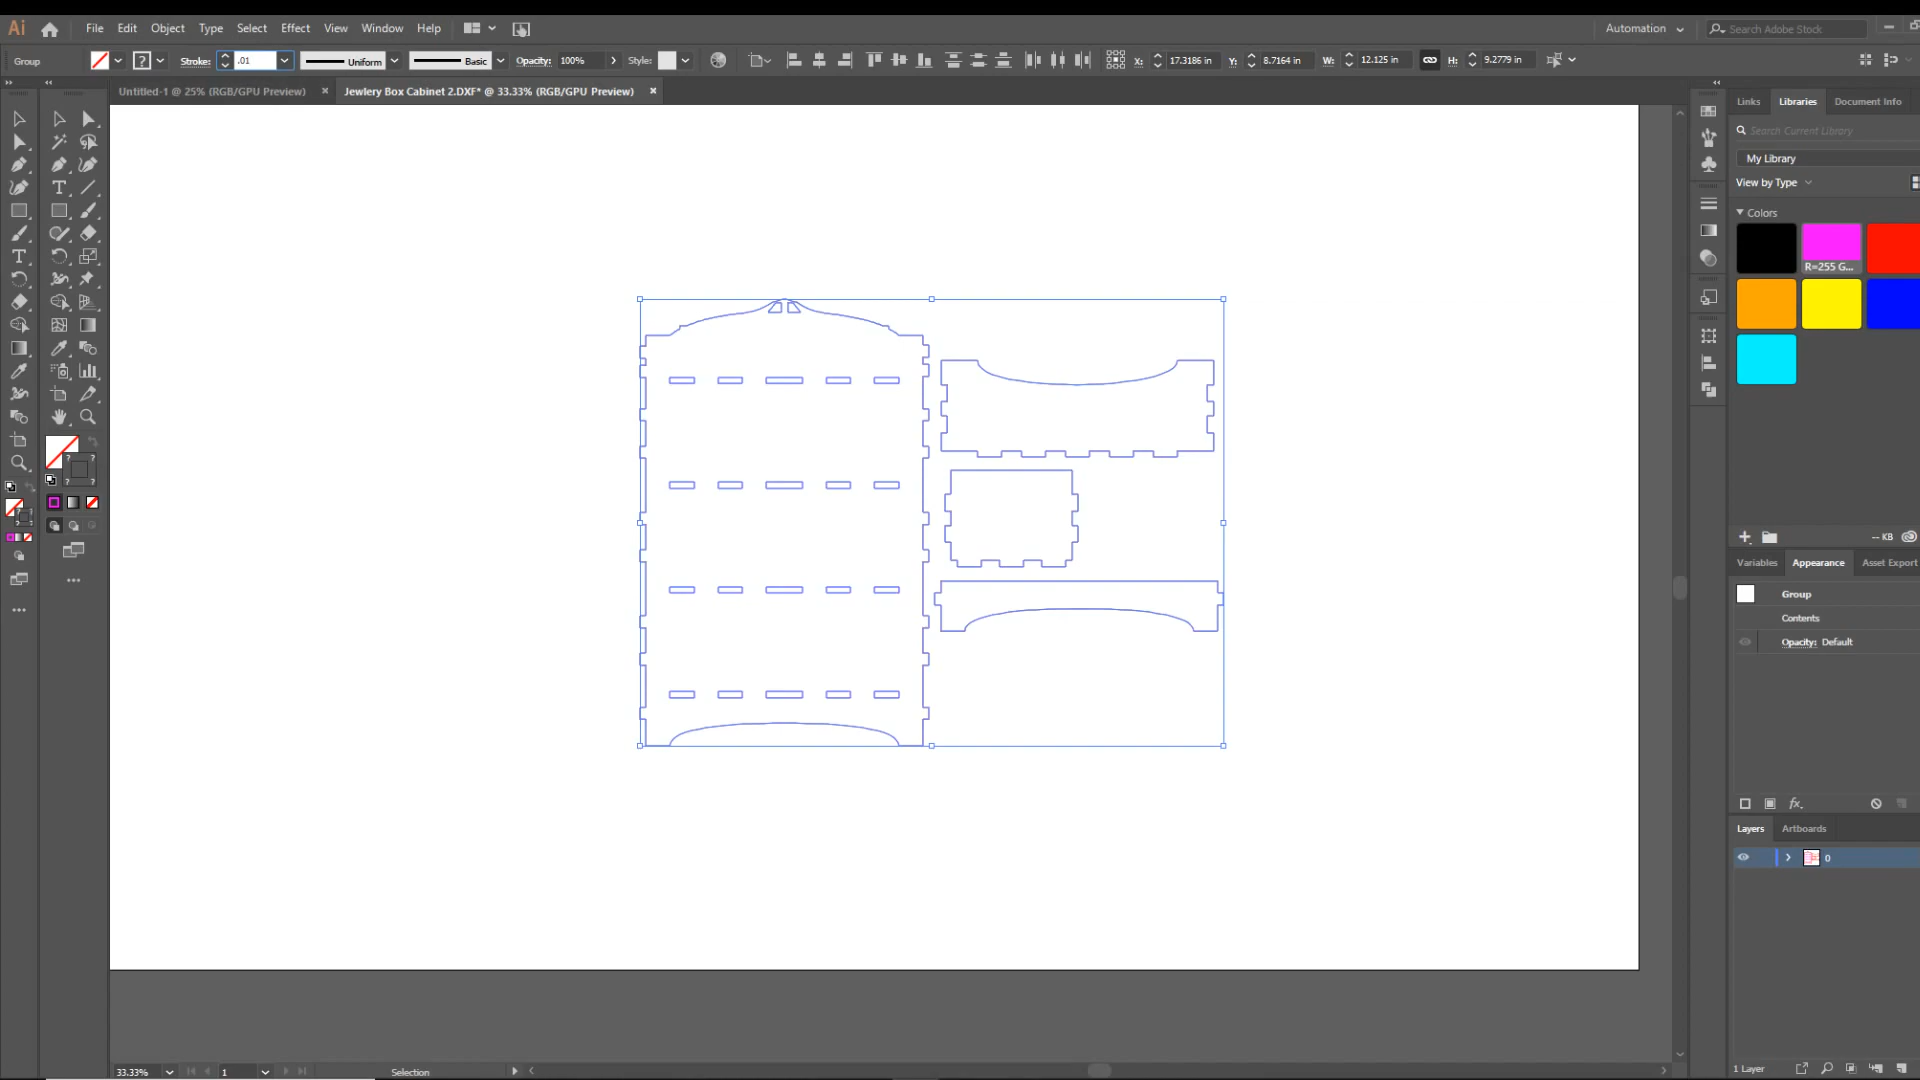 Ai File Edit Object Type Select Effect View Window Help Automation Search Adobe Stock
Group ? Stroke: .01 Uniform Basic Opacity: 100% Style: X: 17.3186 in Y: 8.7164 in W: 12.125 in H: 9.2779 in
Untitled-1 @ 25% (RGB/GPU Preview) × Jewlery Box Cabinet 2.DXF* @ 33.33% (RGB/GPU Preview) ×
Links Libraries Document Info
Search Current Library
My Library
View by Type
Colors
R=255 G...
-- KB
Variables Appearance Asset Export
Group
Contents
Opacity: Default
fx
Layers Artboards
0
33.33% 1 Selection
1 Layer